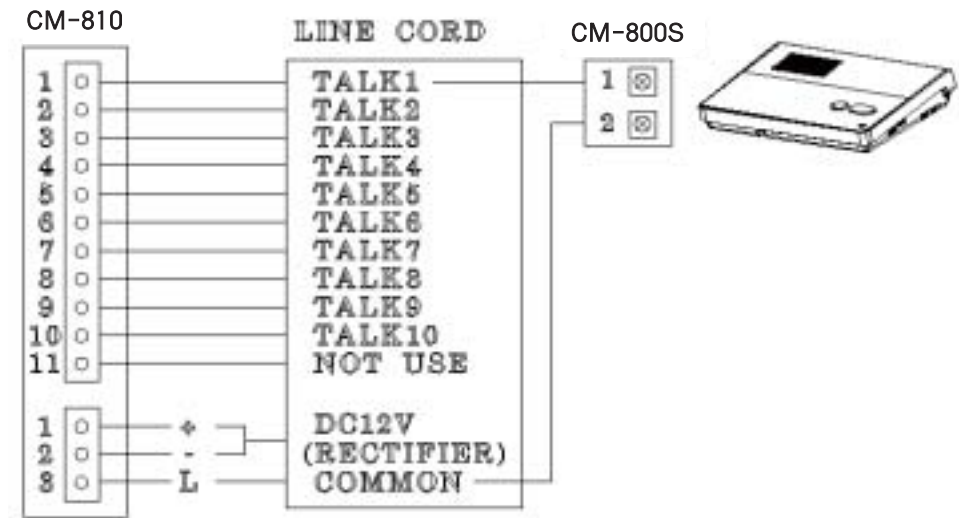 CM-810
LINE CORD
CM-800S
1 TALK1 1
2 TALK2 2
3 TALK3
4 TALK4
5 TALK5
6 TALK6
7 TALK7
8 TALK8
9 TALK9
10 TALK10
11 NOT USE
1 + DC12V
2 - (RECTIFIER)
3 L COMMON